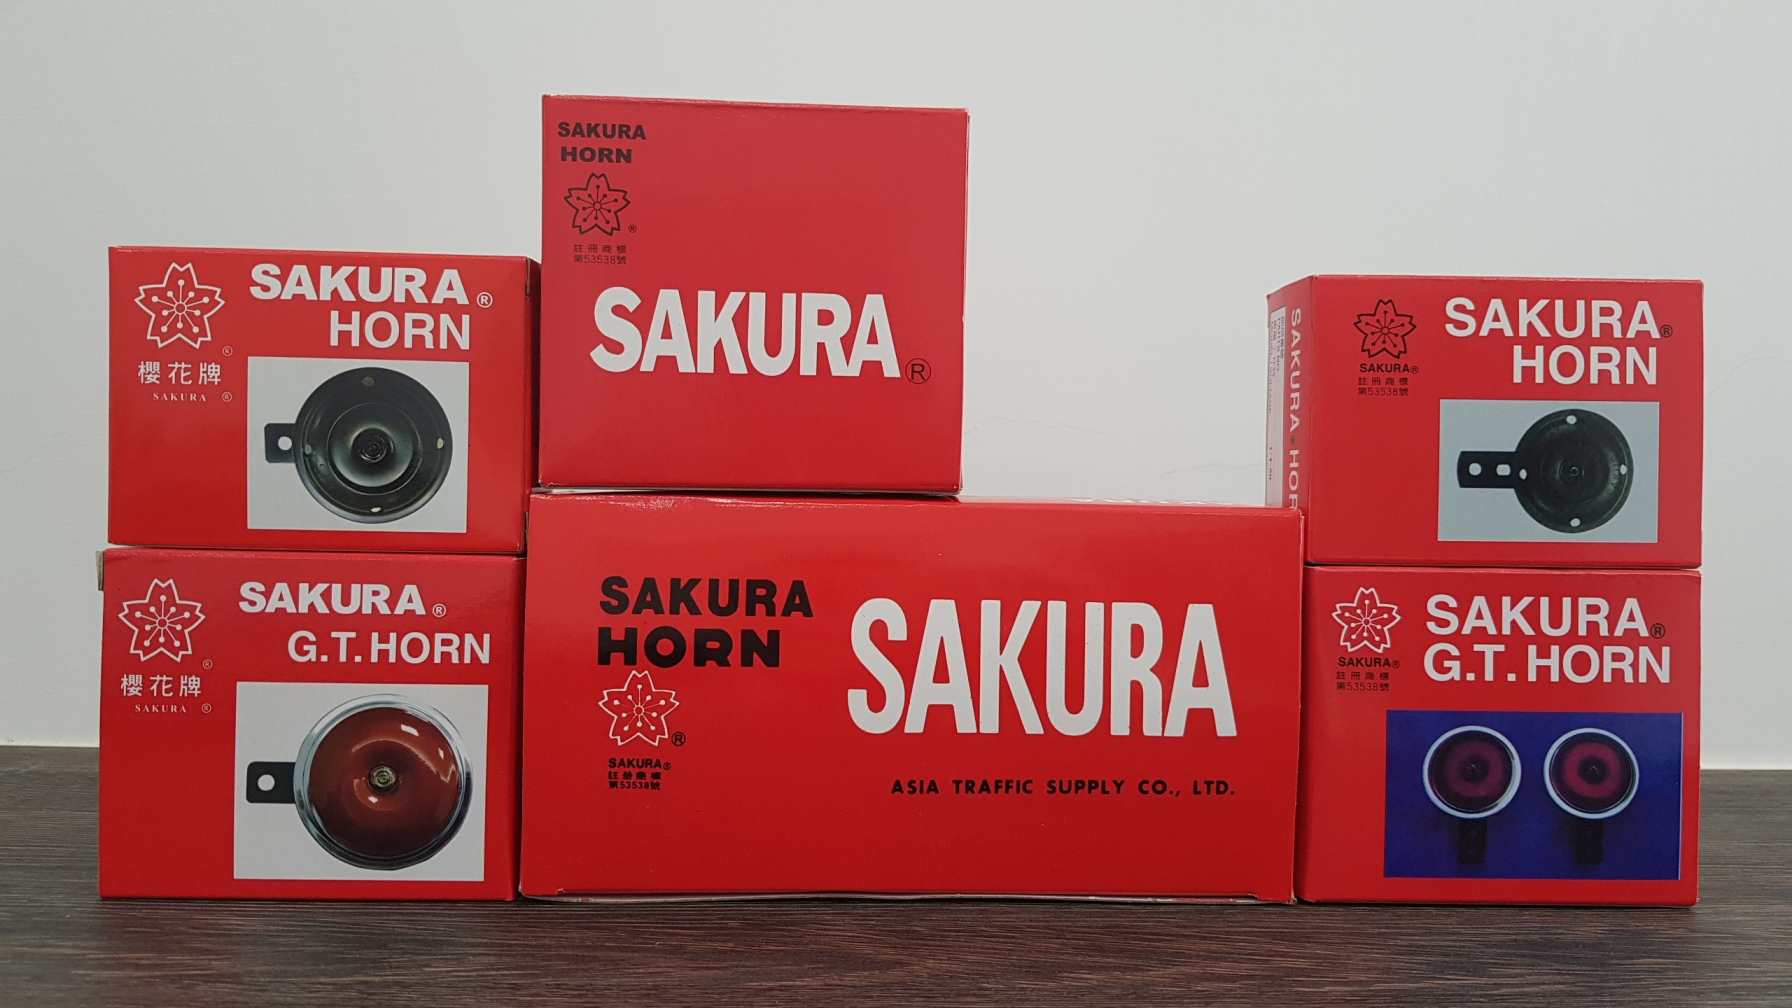 SAKURA
HORN
®
註冊商標
第53538號
SAKURA®
SAKURA®
HORN
®
櫻花牌
SAKURA ®
SAKURA®
HORN
SAKURA®
註冊商標
第53538號
SAKURA ® HOR
SAKURA®
G.T.HORN
®
櫻花牌
SAKURA ®
SAKURA
HORN
®
SAKURA®
註冊商標
第53538號
SAKURA
ASIA TRAFFIC SUPPLY CO., LTD.
SAKURA®
G.T.HORN
SAKURA®
註冊商標
第53538號